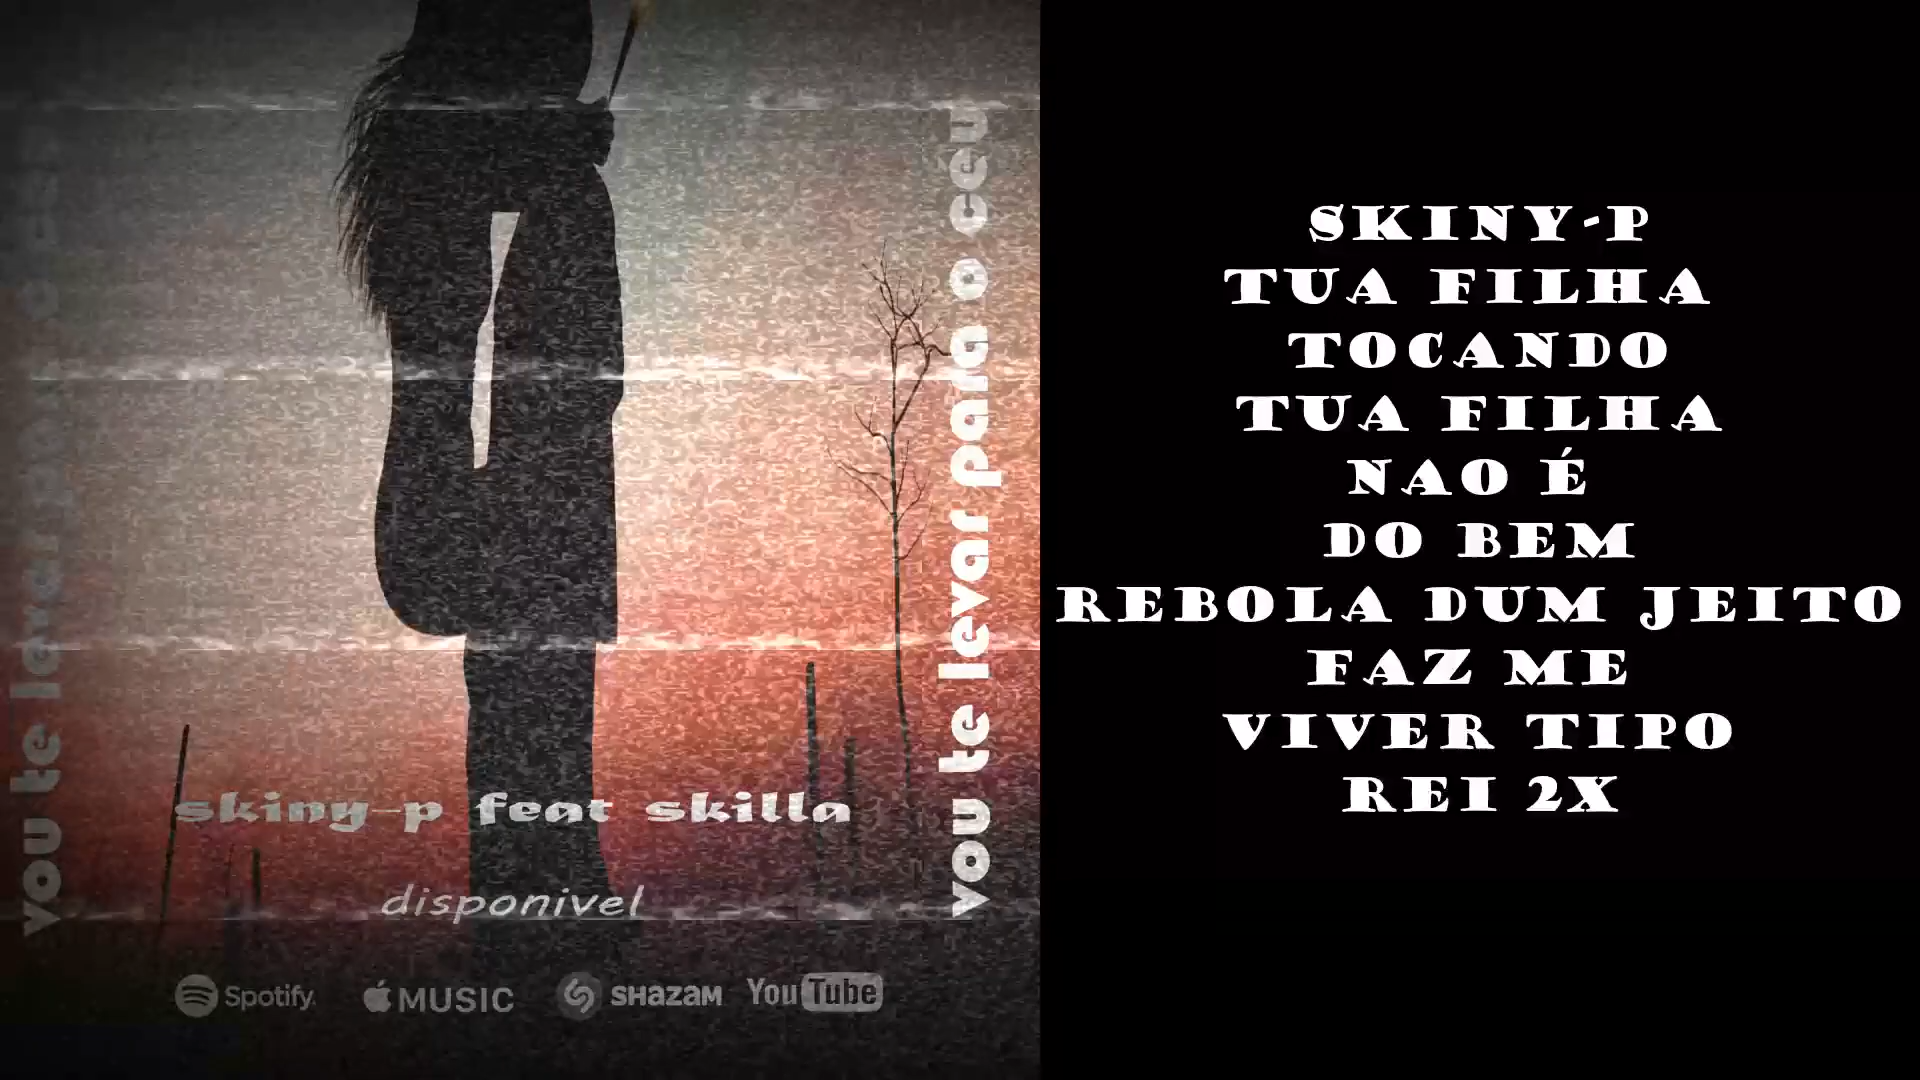 vou te levar para o ceu
vou te levar para o ceu
skiny-p feat skilla
disponivel
Spotify
MUSIC
SHAZAM
YouTube
SKINY-P
TUA FILHA
TOCANDO
TUA FILHA
NAO É
DO BEM
REBOLA DUM JEITO
FAZ ME
VIVER TIPO
REI 2X